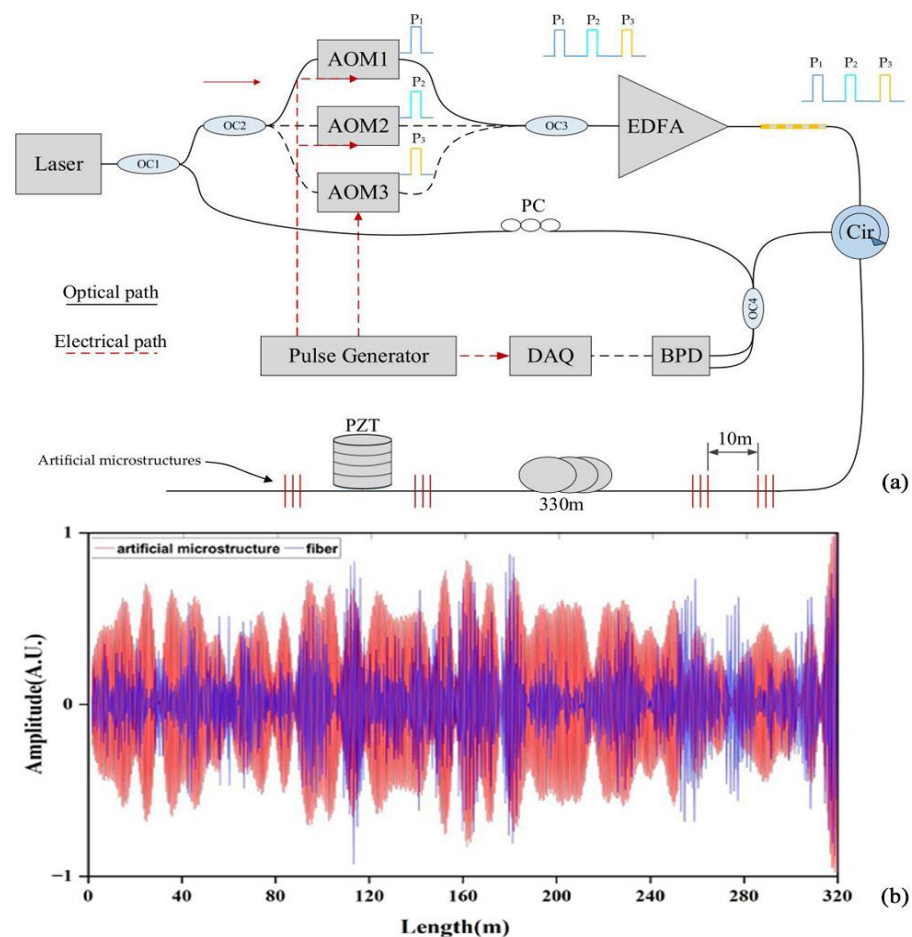 P1
P1 P2 P3
AOM1
P2
P1 P2 P3
OC2
AOM2
OC3
EDFA
P3
Laser
OC1
AOM3
PC
Cir
Optical path
OC4
Electrical path
Pulse Generator
DAQ
BPD
PZT
10m
Artificial microstructures
330m
(a)
artificial microstructure fiber
Amplitude(A.U.)
1
0
−1
0 40 80 120 160 200 240 280 320
Length(m)
(b)